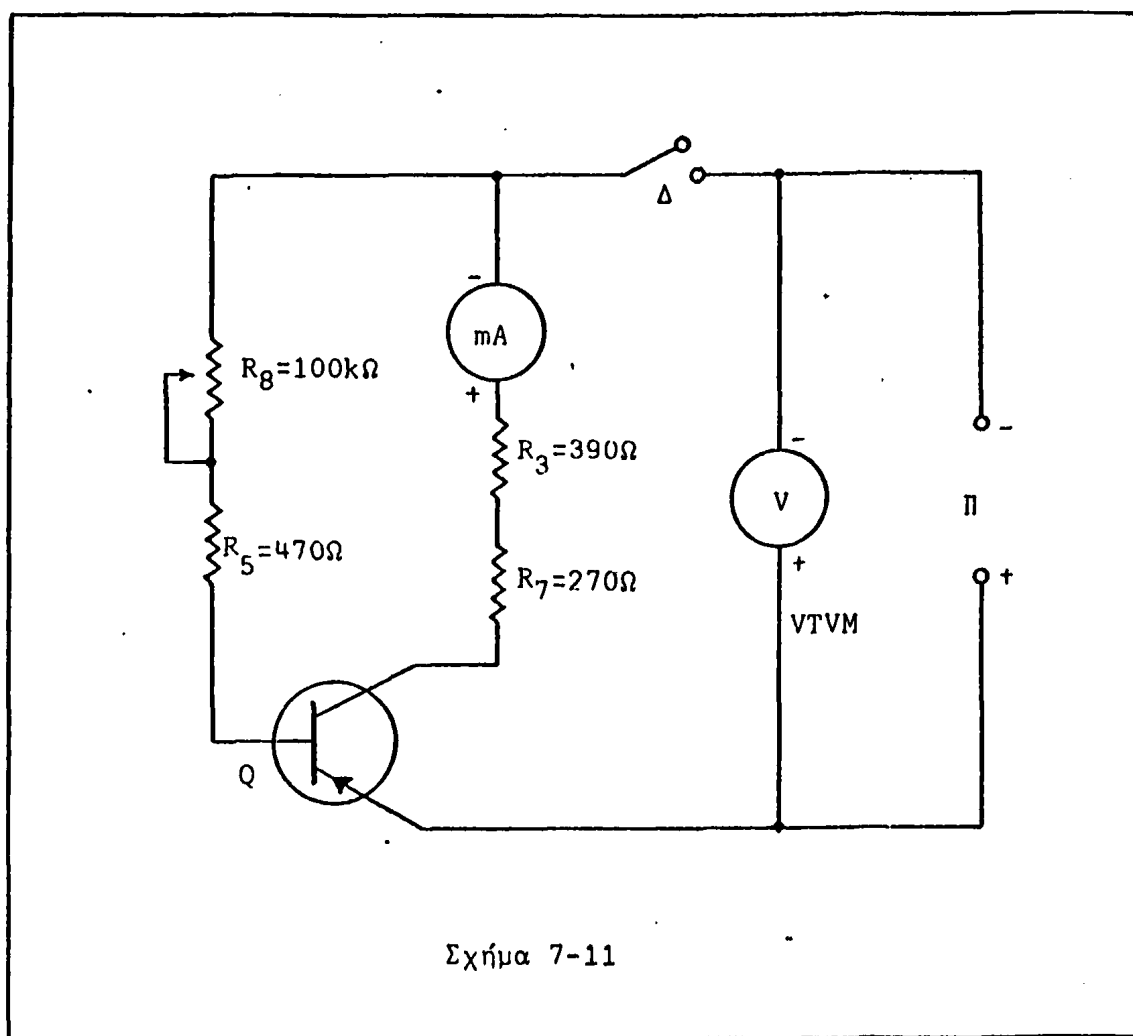 Δ
-
mA
+
R8=100kΩ
R3=390Ω
R5=470Ω
R7=270Ω
-
V
+
VTVM
-
Π
+
Q
Σχήμα 7-11